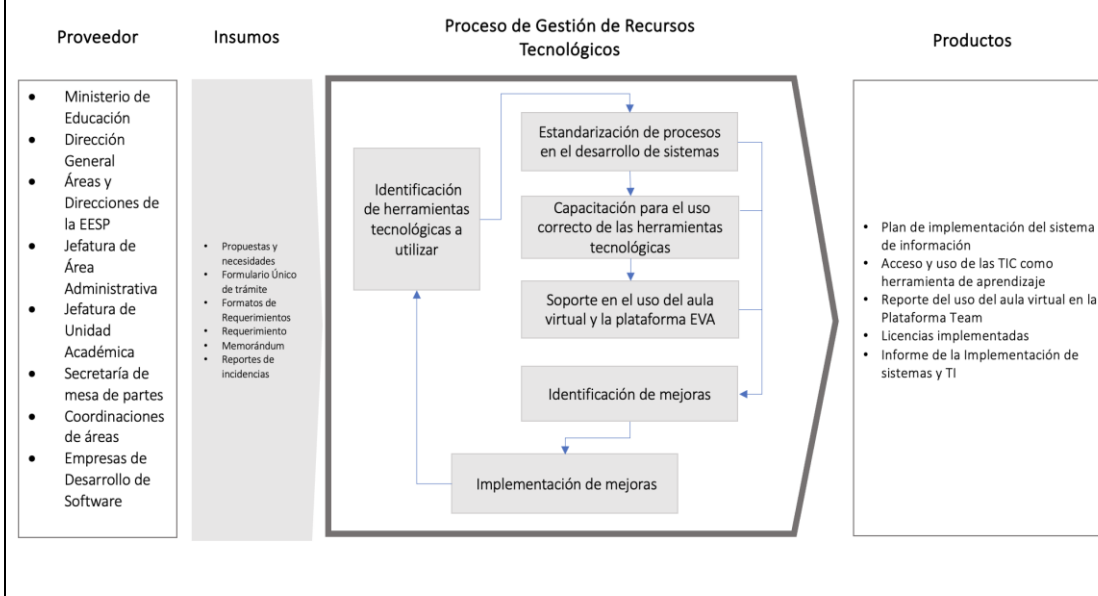 Proveedor
Insumos
Proceso de Gestión de Recursos
Tecnológicos
Productos
• Ministerio de
Educación
• Dirección
General
• Áreas y
Direcciones de
la EESP
• Jefatura de
Área
Administrativa
• Jefatura de
Unidad
Académica
• Secretaría de
mesa de partes
• Coordinaciones
de áreas
• Empresas de
Desarrollo de
Software
• Propuestas y
necesidades
• Formulario Único
de trámite
• Formatos de
Requerimientos
• Requerimiento
• Memorándum
• Reportes de
incidencias
Identificación
de herramientas
tecnológicas a
utilizar
Estandarización de procesos
en el desarrollo de sistemas
Capacitación para el uso
correcto de las herramientas
tecnológicas
Soporte en el uso del aula
virtual y la plataforma EVA
Identificación de mejoras
Implementación de mejoras
• Plan de implementación del sistema
de información
• Acceso y uso de las TIC como
herramienta de aprendizaje
• Reporte del uso del aula virtual en la
Plataforma Team
• Licencias implementadas
• Informe de la Implementación de
sistemas y TI